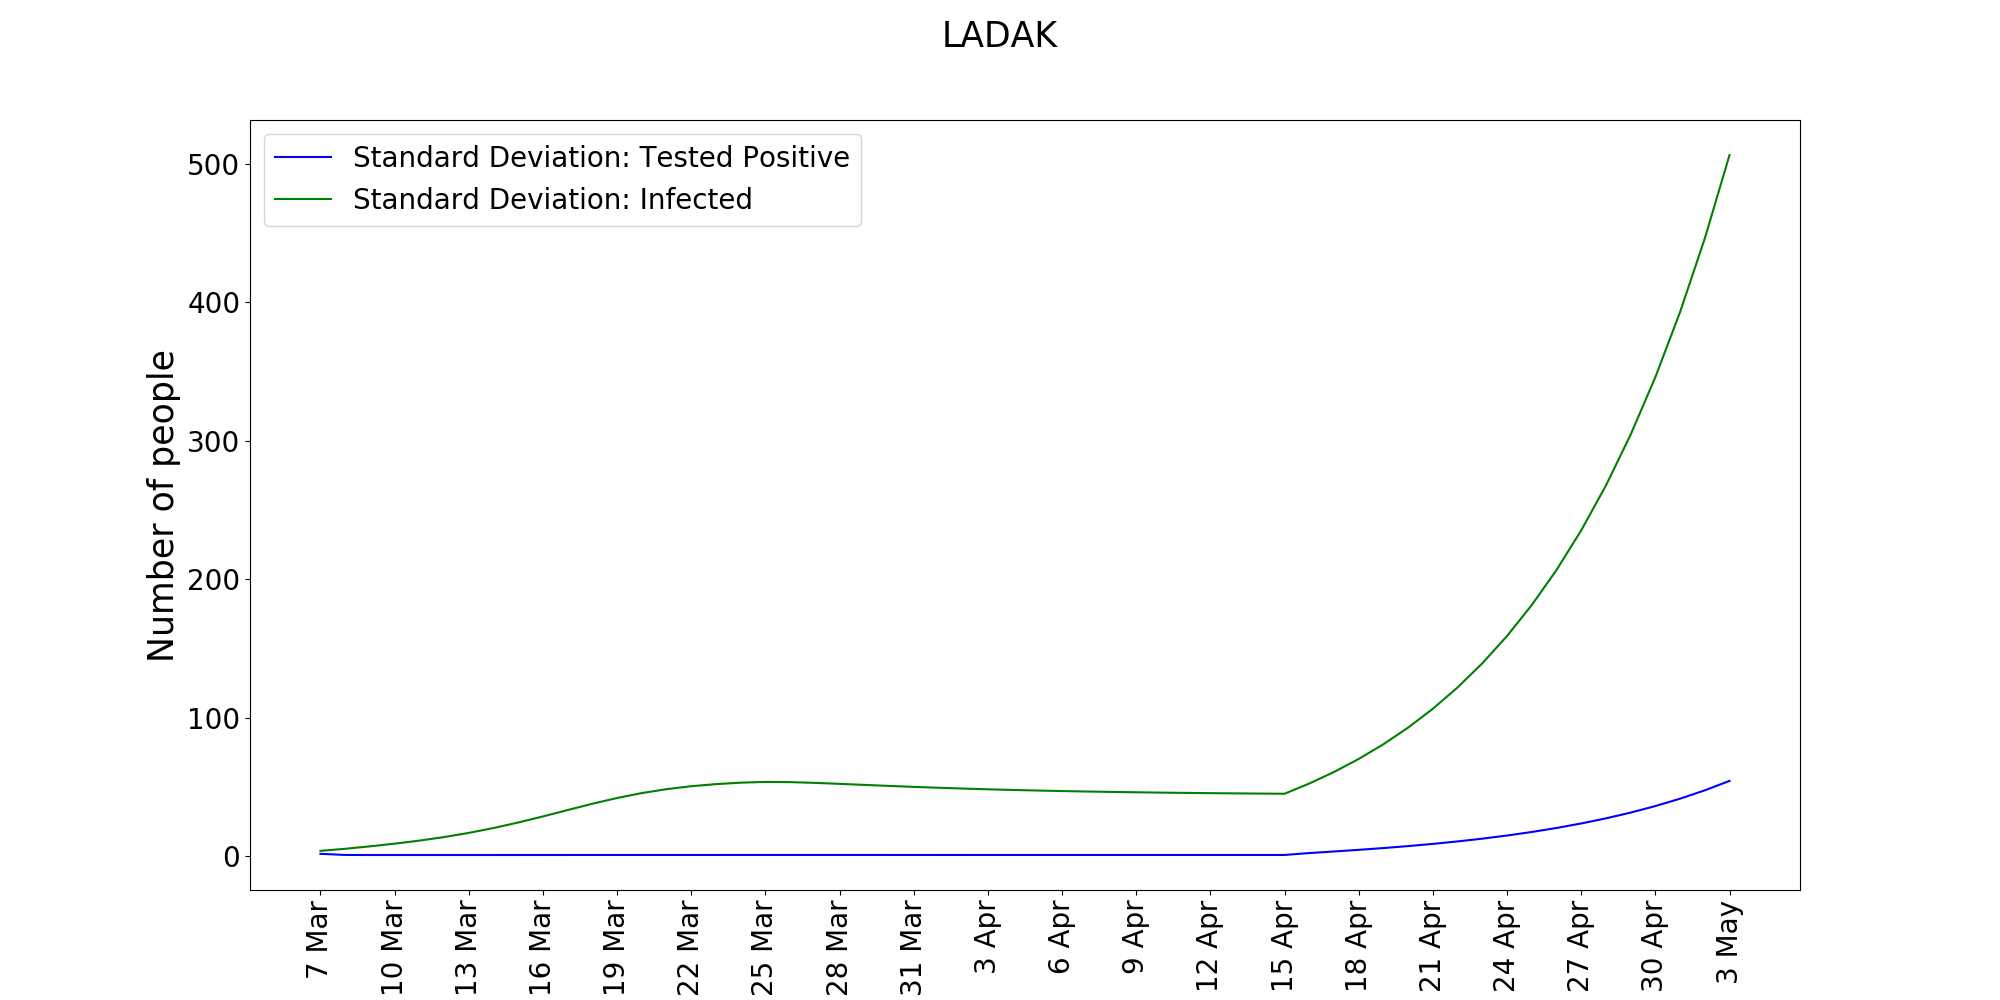 LADAK
Standard Deviation: Tested Positive
Standard Deviation: Infected
Number of people
500
400
300
200
100
0
7 Mar
10 Mar
13 Mar
16 Mar
19 Mar
22 Mar
25 Mar
28 Mar
31 Mar
3 Apr
6 Apr
9 Apr
12 Apr
15 Apr
18 Apr
21 Apr
24 Apr
27 Apr
30 Apr
3 May